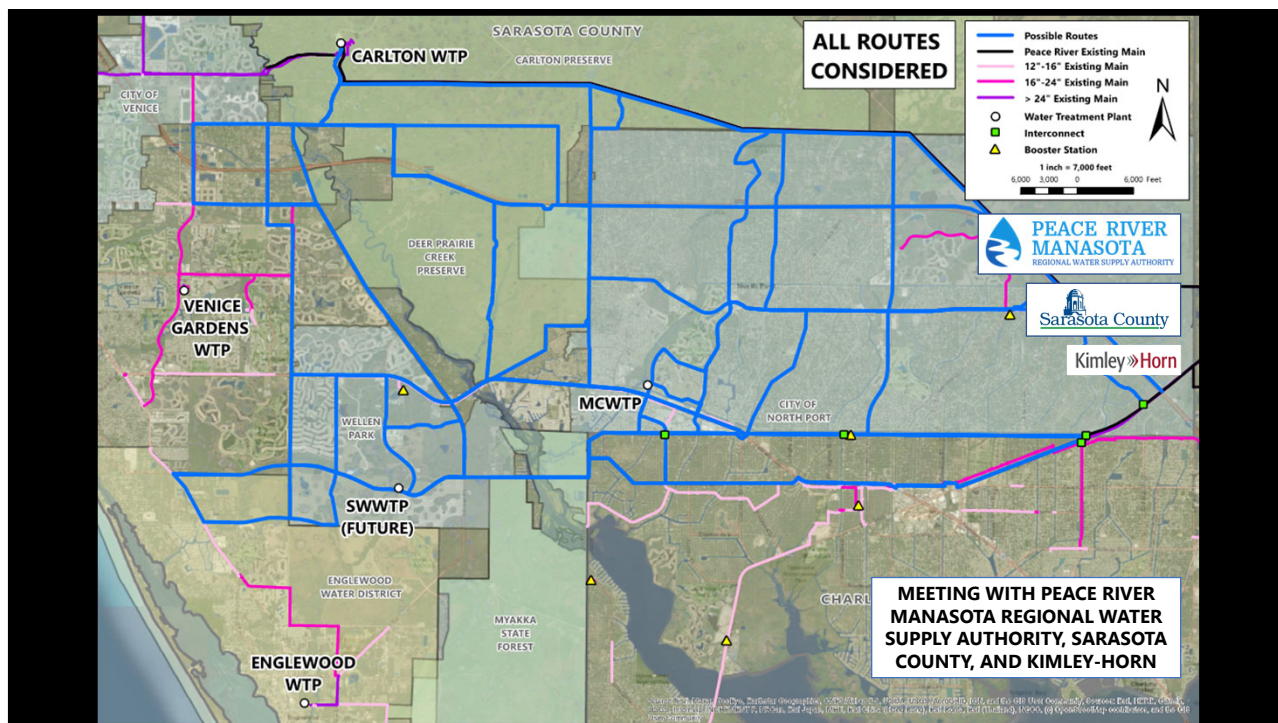 SARASOTA COUNTY
CARLTON WTP
CARLTON PRESERVE
ALL ROUTES
CONSIDERED
Possible Routes
Peace River Existing Main
12"-16" Existing Main
16"-24" Existing Main
> 24" Existing Main
Water Treatment Plant
Interconnect
Booster Station
N
1 inch = 7,000 feet
6,000 3,000 0 6,000 Feet
CITY OF
VENICE
PEACE RIVER
MANASOTA
REGIONAL WATER SUPPLY AUTHORITY
DEER PRAIRIE
CREEK
PRESERVE
Sarasota County
VENICE
GARDENS
WTP
Kimley»Horn
MCWTP
CITY OF
NORTH PORT
WELLEN
PARK
SWWTP
(FUTURE)
ENGLEWOOD
WATER DISTRICT
MYAKKA
STATE
FOREST
CHARL
MEETING WITH PEACE RIVER
MANASOTA REGIONAL WATER
SUPPLY AUTHORITY, SARASOTA
COUNTY, AND KIMLEY-HORN
ENGLEWOOD
WTP